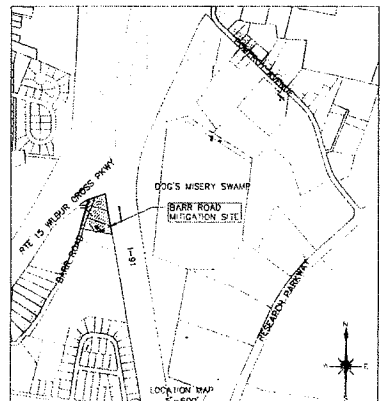 RTE 15 WILBUR CROSS PKWY
DOG'S MISERY SWAMP
BARR ROAD
MITIGATION SITE
BARR ROAD
I-91
RESEARCH PARKWAY
N
E
LOCATION MAP